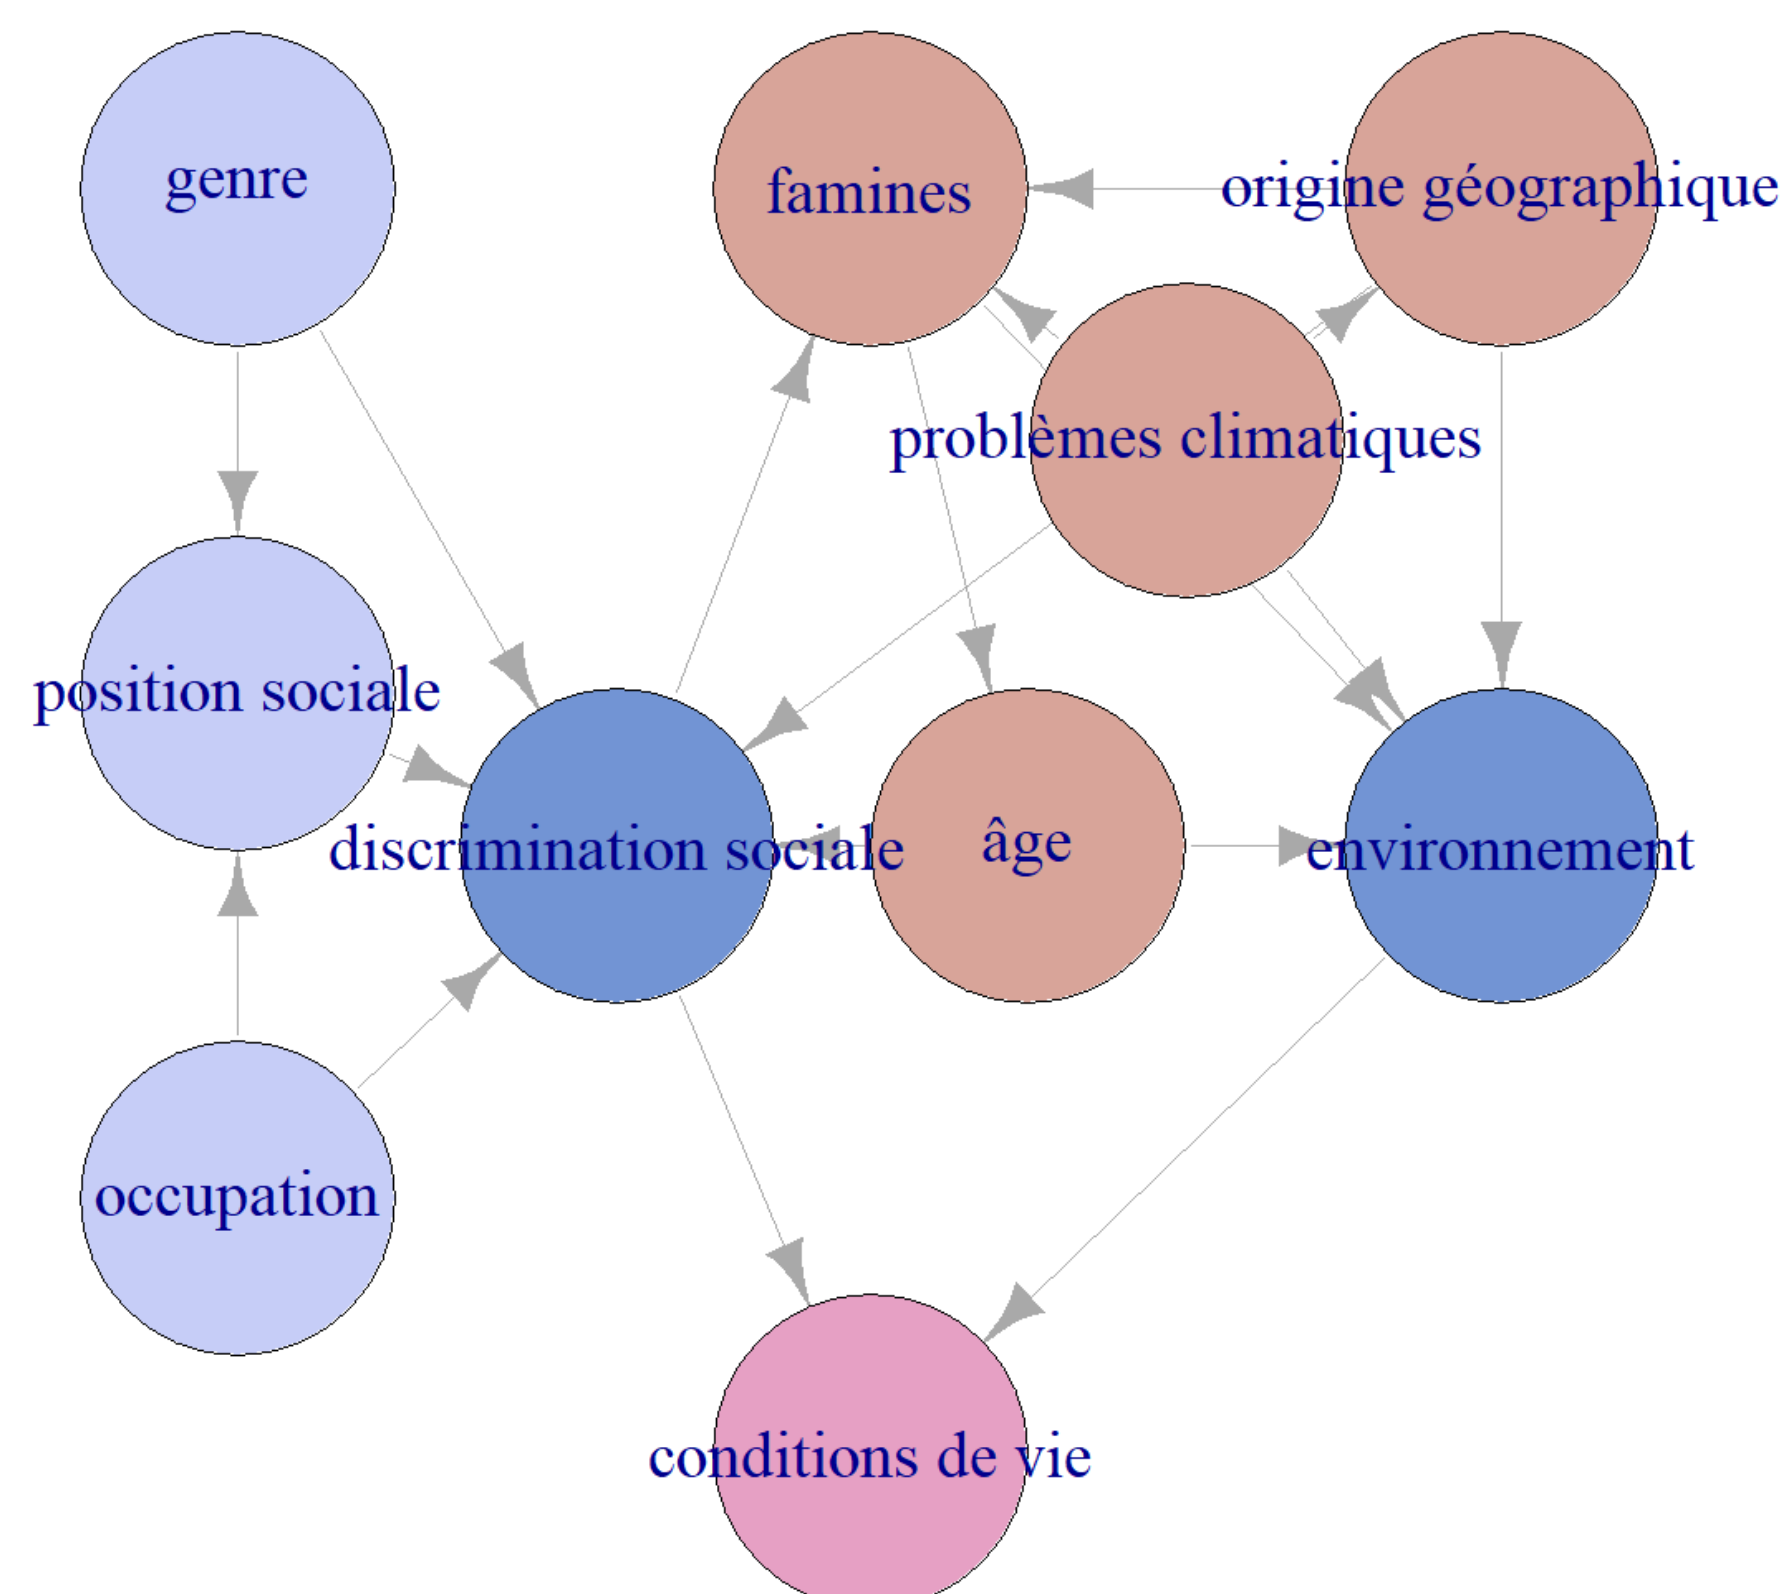 genre
famines
origine géographique
problèmes climatiques
position sociale
discrimination sociale
âge
environnement
occupation
conditions de vie